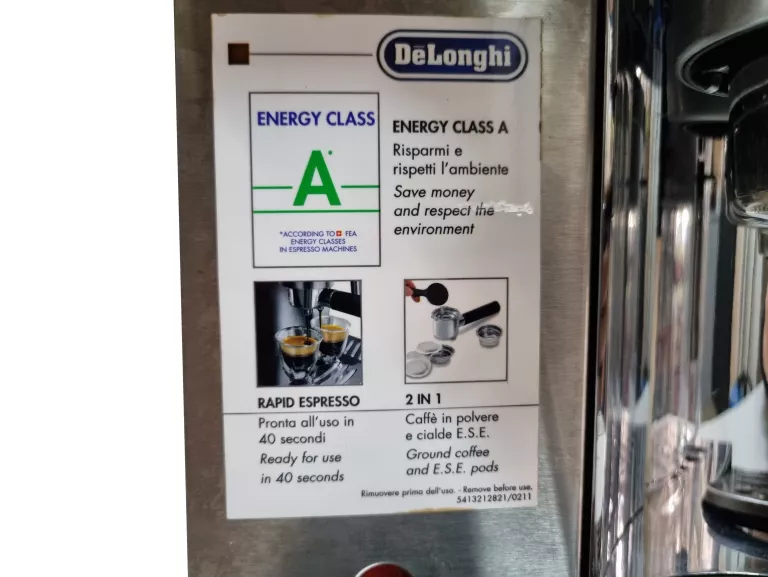 DēLonghi
ENERGY CLASS
A*
*ACCORDING TO FEA
ENERGY CLASSES
IN ESPRESSO MACHINES
ENERGY CLASS A
Risparmi e
rispetti l'ambiente
Save money
and respect the
environment
RAPID ESPRESSO
Pronta all'uso in
40 secondi
Ready for use
in 40 seconds
2 IN 1
Caffè in polvere
e cialde E.S.E.
Ground coffee
and E.S.E. pods
Rimuovere prima dell'uso. - Remove before use.
5413212821/0211